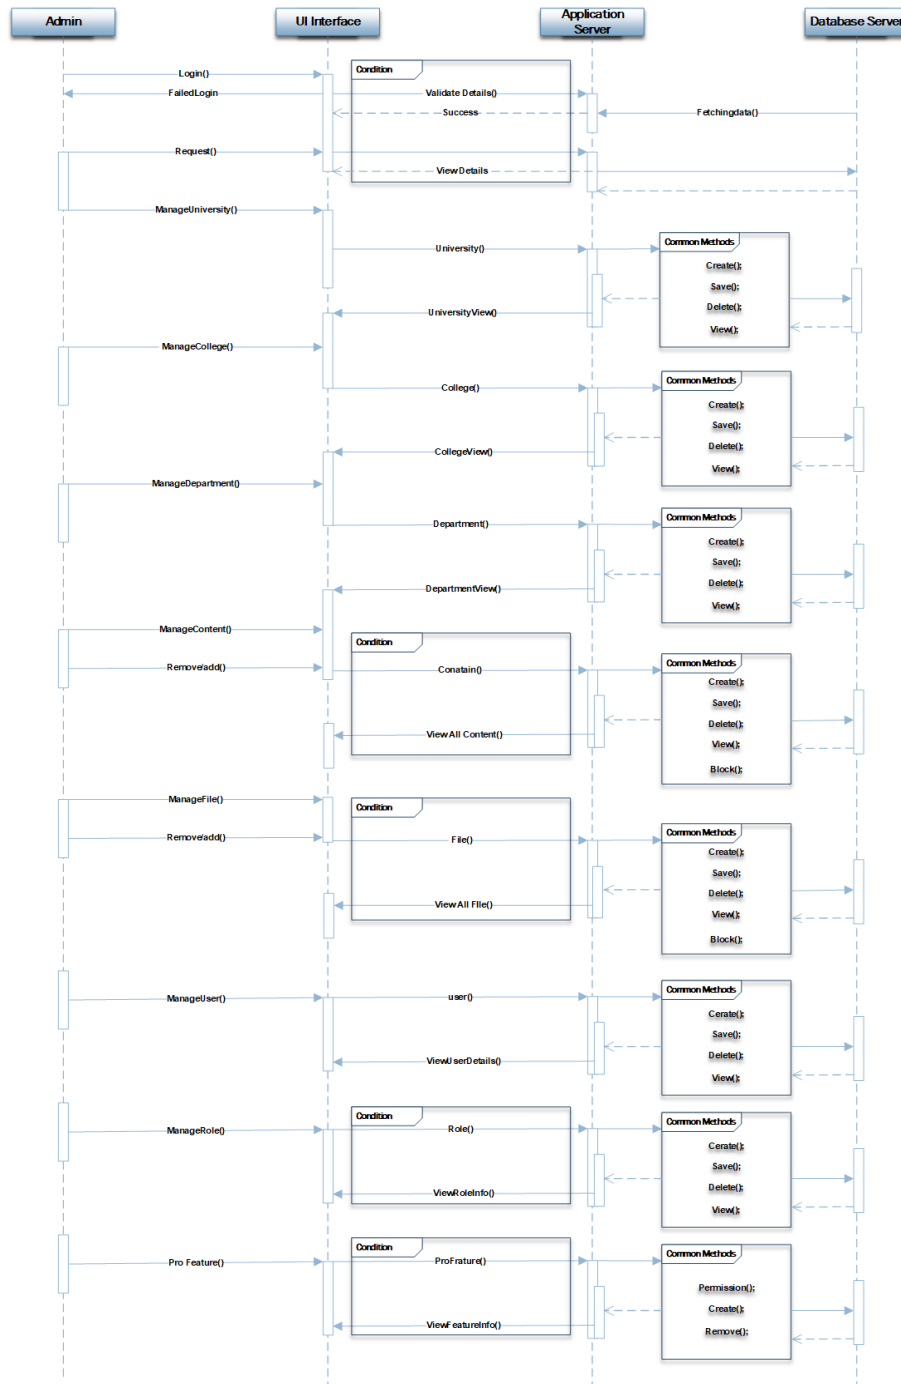 Admin
UI Interface
Application
Server
Database Server
Condition
Login()
FailedLogin
Validate Details()
Success
Fetchingdata()
Request()
View Details
ManageUniversity()
University()
Common Methods
Create();
Save();
Delete();
View();
UniversityView()
ManageCollege()
College()
Common Methods
Create();
Save();
Delete();
View();
CollegeView()
ManageDepartment()
Department()
Common Methods
Create();
Save();
Delete();
View();
DepartmentView()
ManageContent()
Condition
Remove/add()
Conatain()
Common Methods
Create();
Save();
Delete();
View();
Block();
View All Content()
ManageFile()
Condition
Remove/add()
File()
Common Methods
Create();
Save();
Delete();
View();
Block();
View All File()
ManageUser()
user()
Common Methods
Cerate();
Save();
Delete();
View();
ViewUserDetails()
Condition
ManageRole()
Role()
Common Methods
Cerate();
Save();
Delete();
View();
ViewRoleInfo()
Condition
Pro Feature()
ProFrature()
Common Methods
Permission();
Create();
Remove();
ViewFeatureInfo()